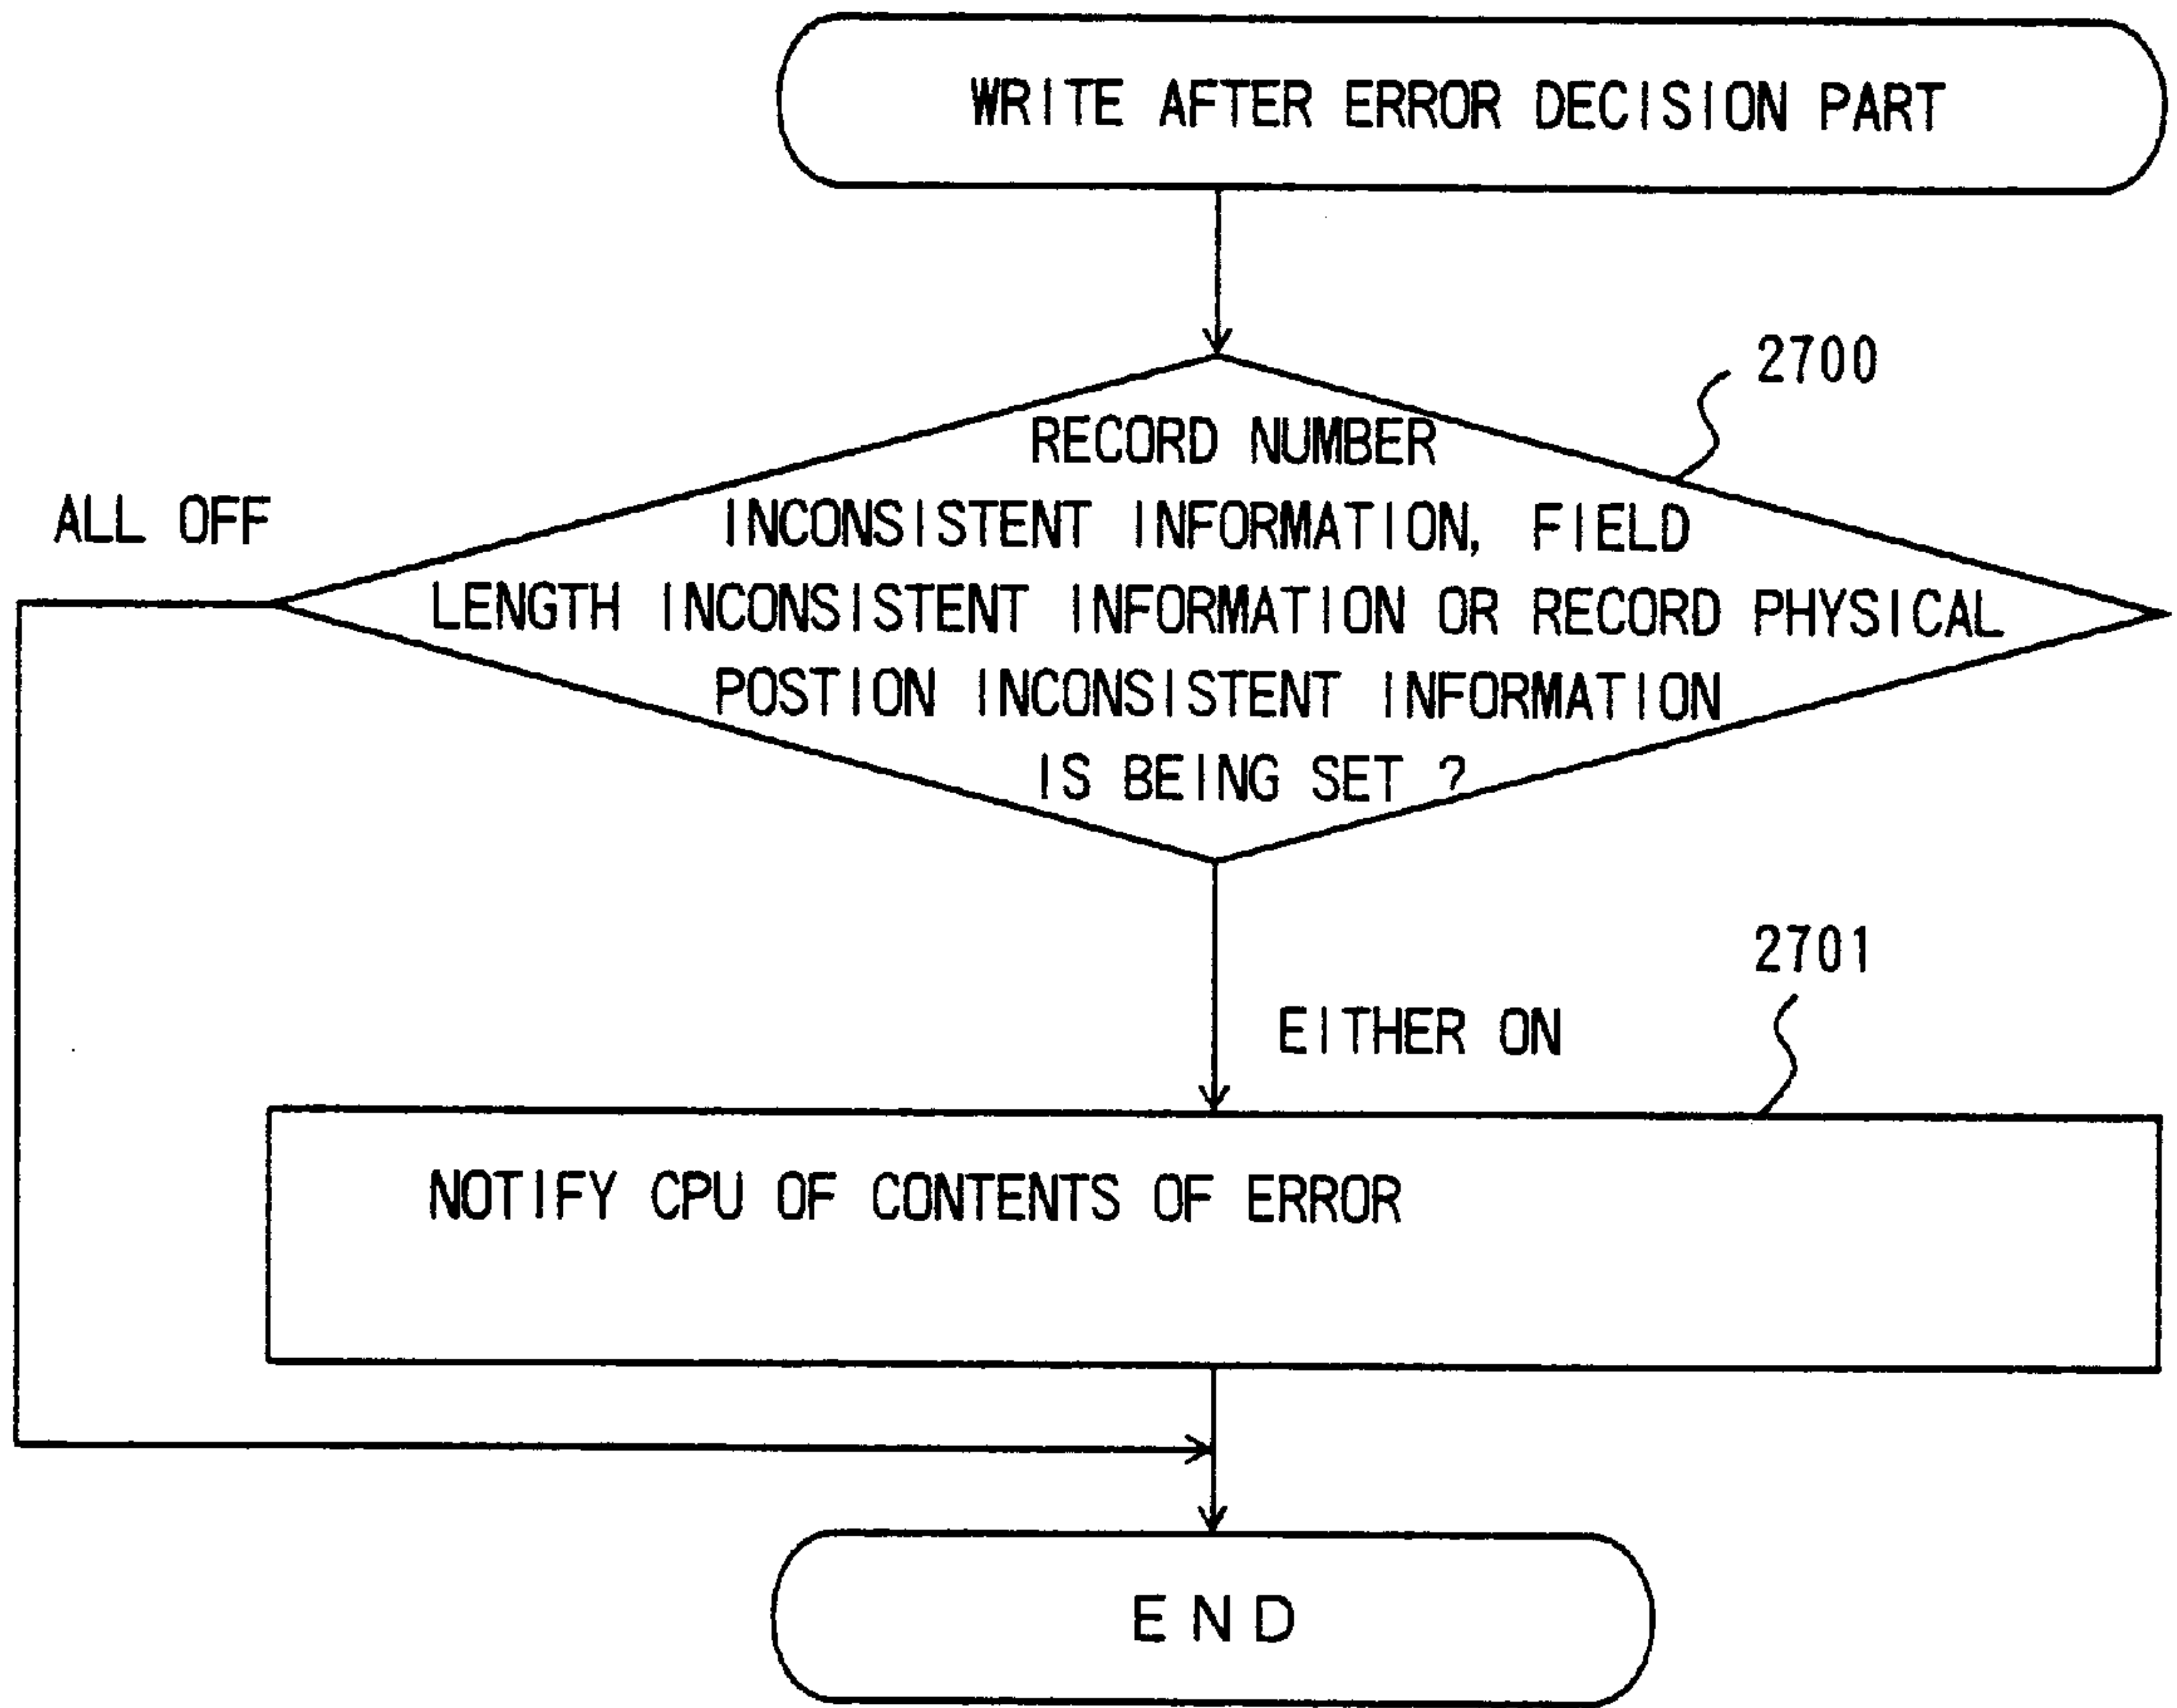 WRITE AFTER ERROR DECISION PART
2700
RECORD NUMBER
ALL OFF
INCONSISTENT INFORMATION, FIELD
LENGTH INCONSISTENT INFORMATION OR RECORD PHYSICAL
POSTION INCONSISTENT INFORMATION
IS BEING SET ?
2701
EITHER ON
NOTIFY CPU OF CONTENTS OF ERROR
END